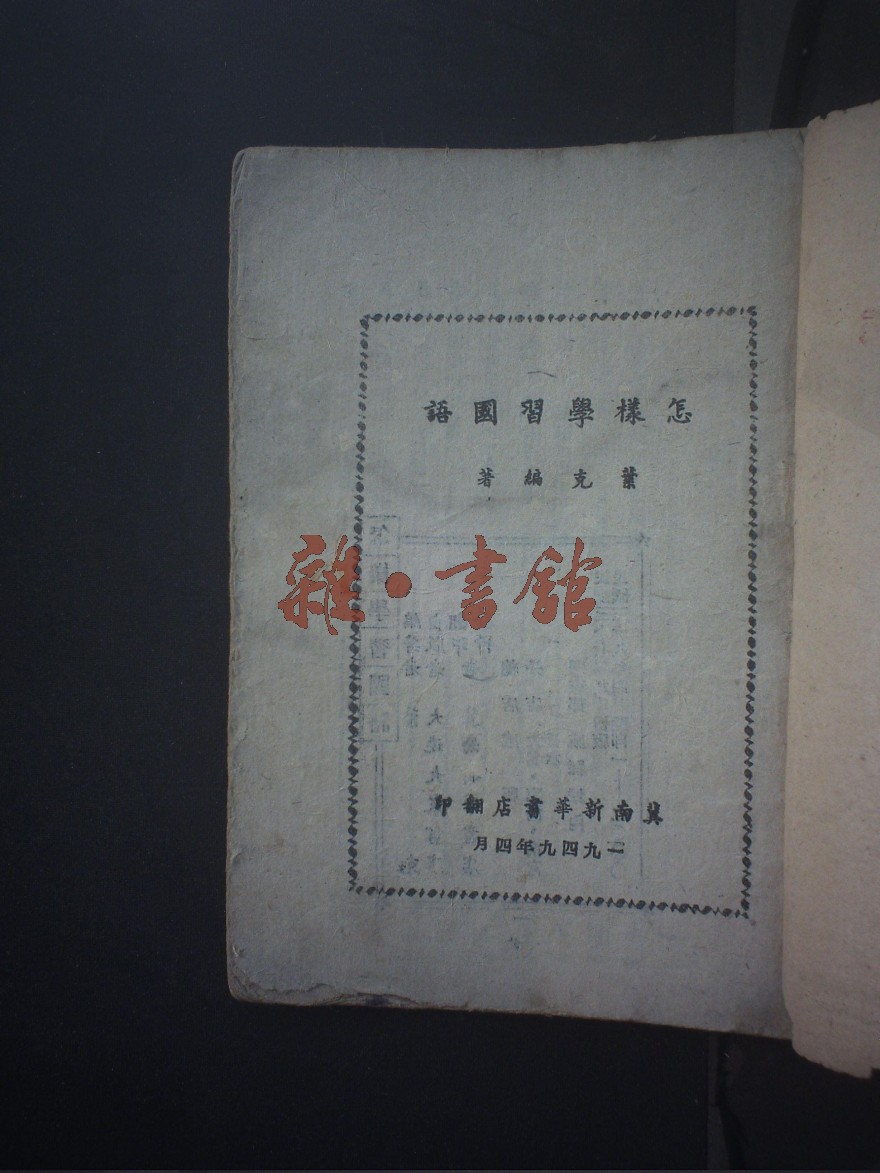 怎樣學習國語
葉克編著
雜·書館
冀南新華書店翻印
一九四九年四月